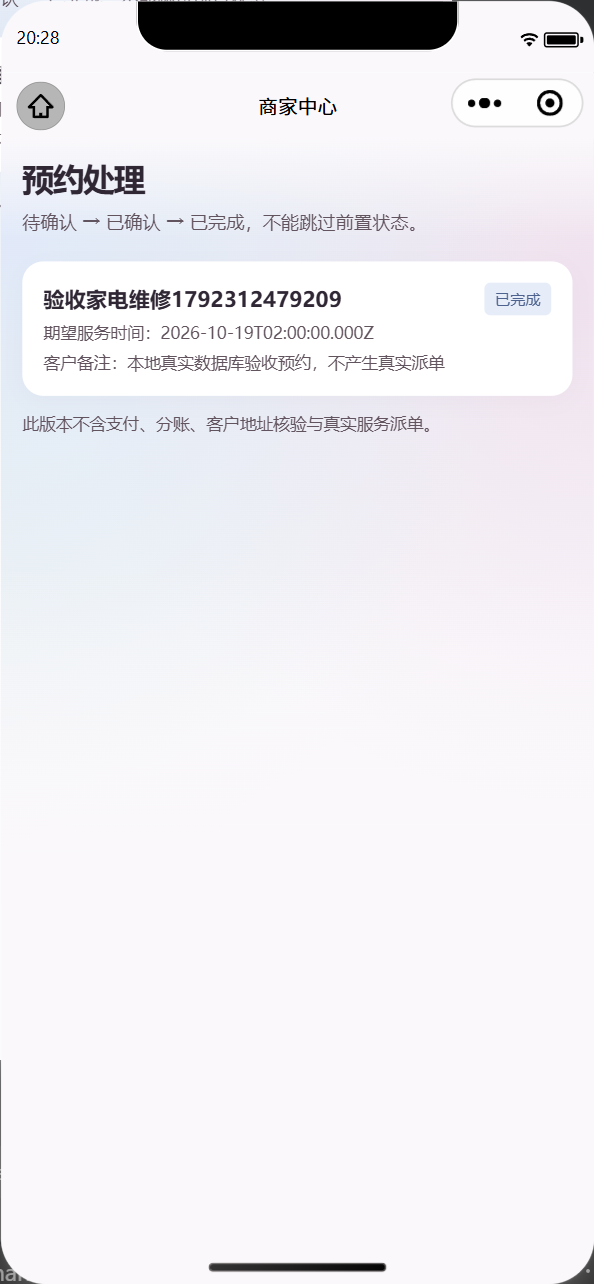 20:28
商家中心
预约处理
待确认 → 已确认 → 已完成，不能跳过前置状态。
验收家电维修1792312479209
已完成
期望服务时间：2026-10-19T02:00:00.000Z
客户备注：本地真实数据库验收预约，不产生真实派单
此版本不含支付、分账、客户地址核验与真实服务派单。